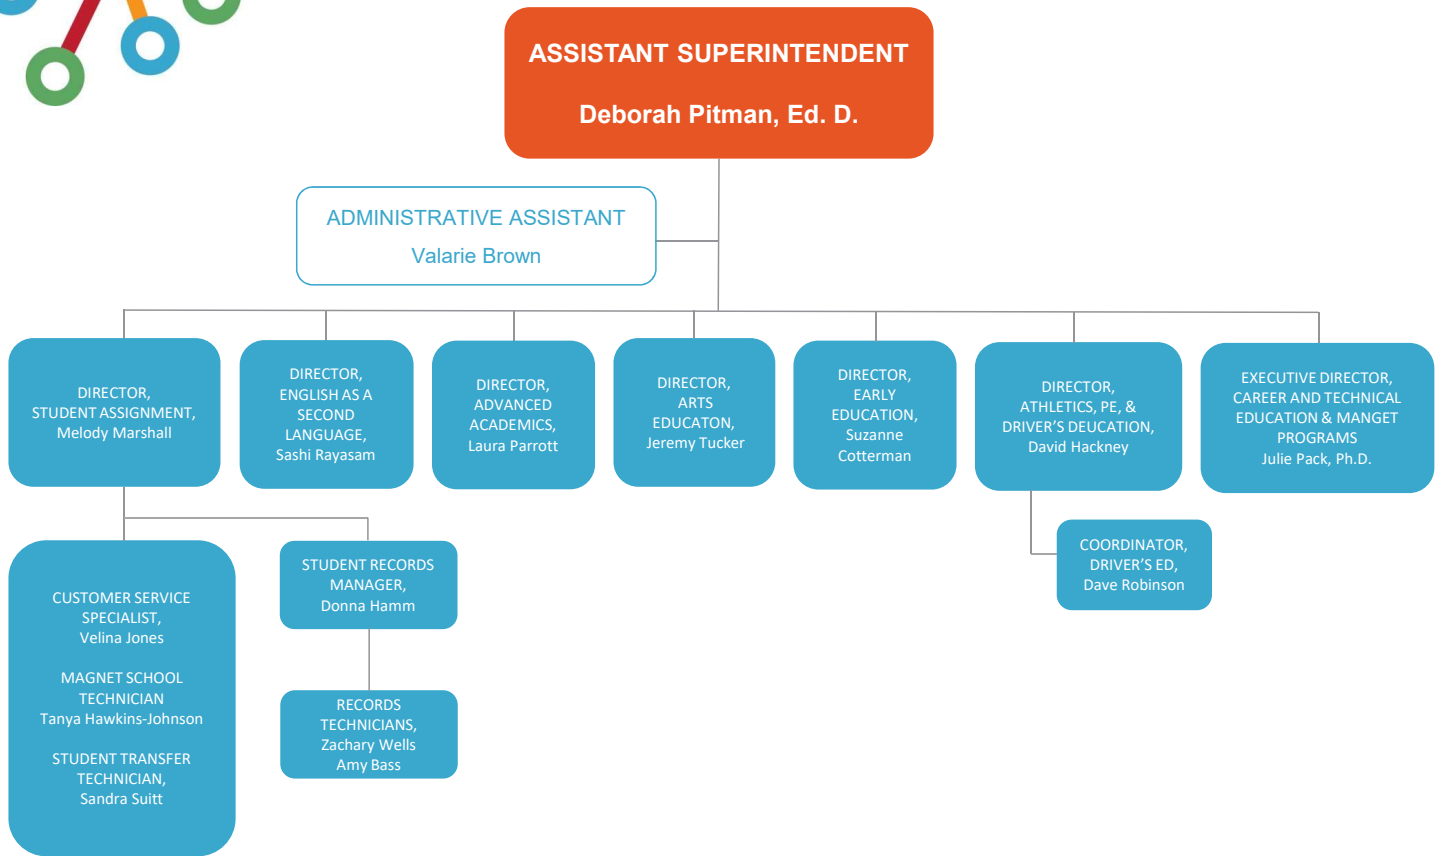 ASSISTANT SUPERINTENDENT
Deborah Pitman, Ed. D.
ADMINISTRATIVE ASSISTANT
Valarie Brown
DIRECTOR,
STUDENT ASSIGNMENT,
Melody Marshall
DIRECTOR,
ENGLISH AS A
SECOND
LANGUAGE,
Sashi Rayasam
DIRECTOR,
ADVANCED
ACADEMICS,
Laura Parrott
DIRECTOR,
ARTS
EDUCATON,
Jeremy Tucker
DIRECTOR,
EARLY
EDUCATION,
Suzanne
Cotterman
DIRECTOR,
ATHLETICS, PE, &
DRIVER'S DEUCATION,
David Hackney
EXECUTIVE DIRECTOR,
CAREER AND TECHNICAL
EDUCATION & MANGET
PROGRAMS
Julie Pack, Ph.D.
CUSTOMER SERVICE
SPECIALIST,
Velina Jones
MAGNET SCHOOL
TECHNICIAN
Tanya Hawkins-Johnson
STUDENT TRANSFER
TECHNICIAN,
Sandra Suitt
STUDENT RECORDS
MANAGER,
Donna Hamm
RECORDS
TECHNICIANS,
Zachary Wells
Amy Bass
COORDINATOR,
DRIVER'S ED,
Dave Robinson